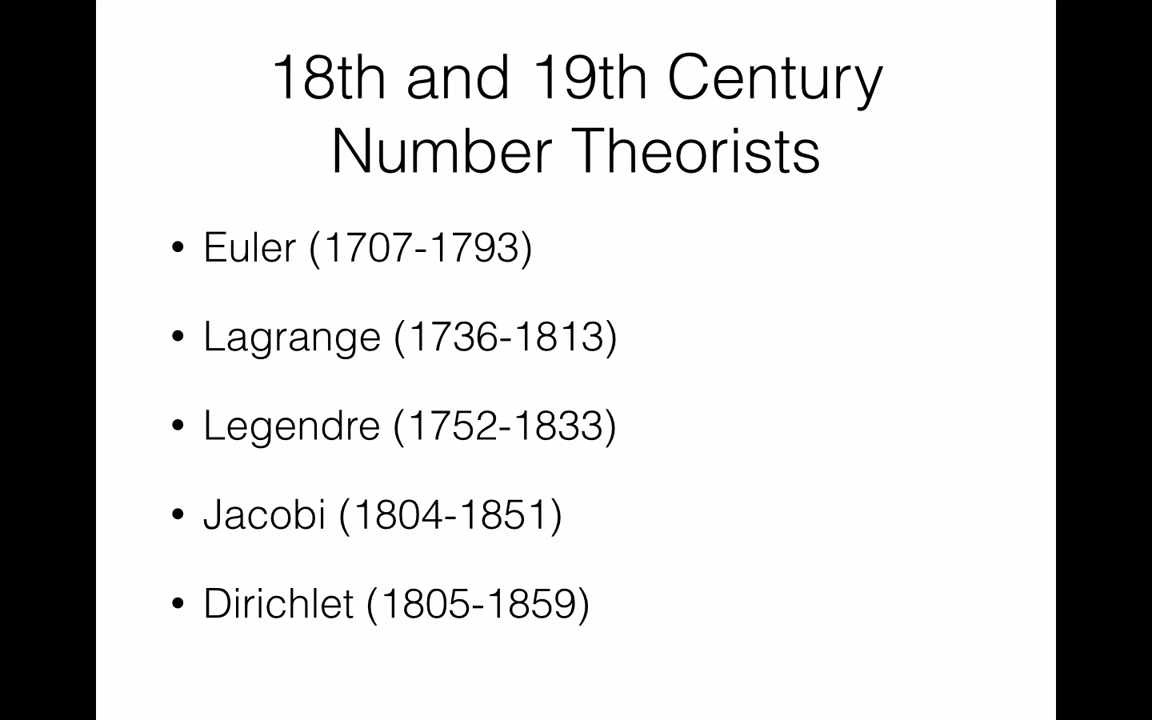 18th and 19th Century
Number Theorists
• Euler (1707-1793)
• Lagrange (1736-1813)
• Legendre (1752-1833)
• Jacobi (1804-1851)
• Dirichlet (1805-1859)